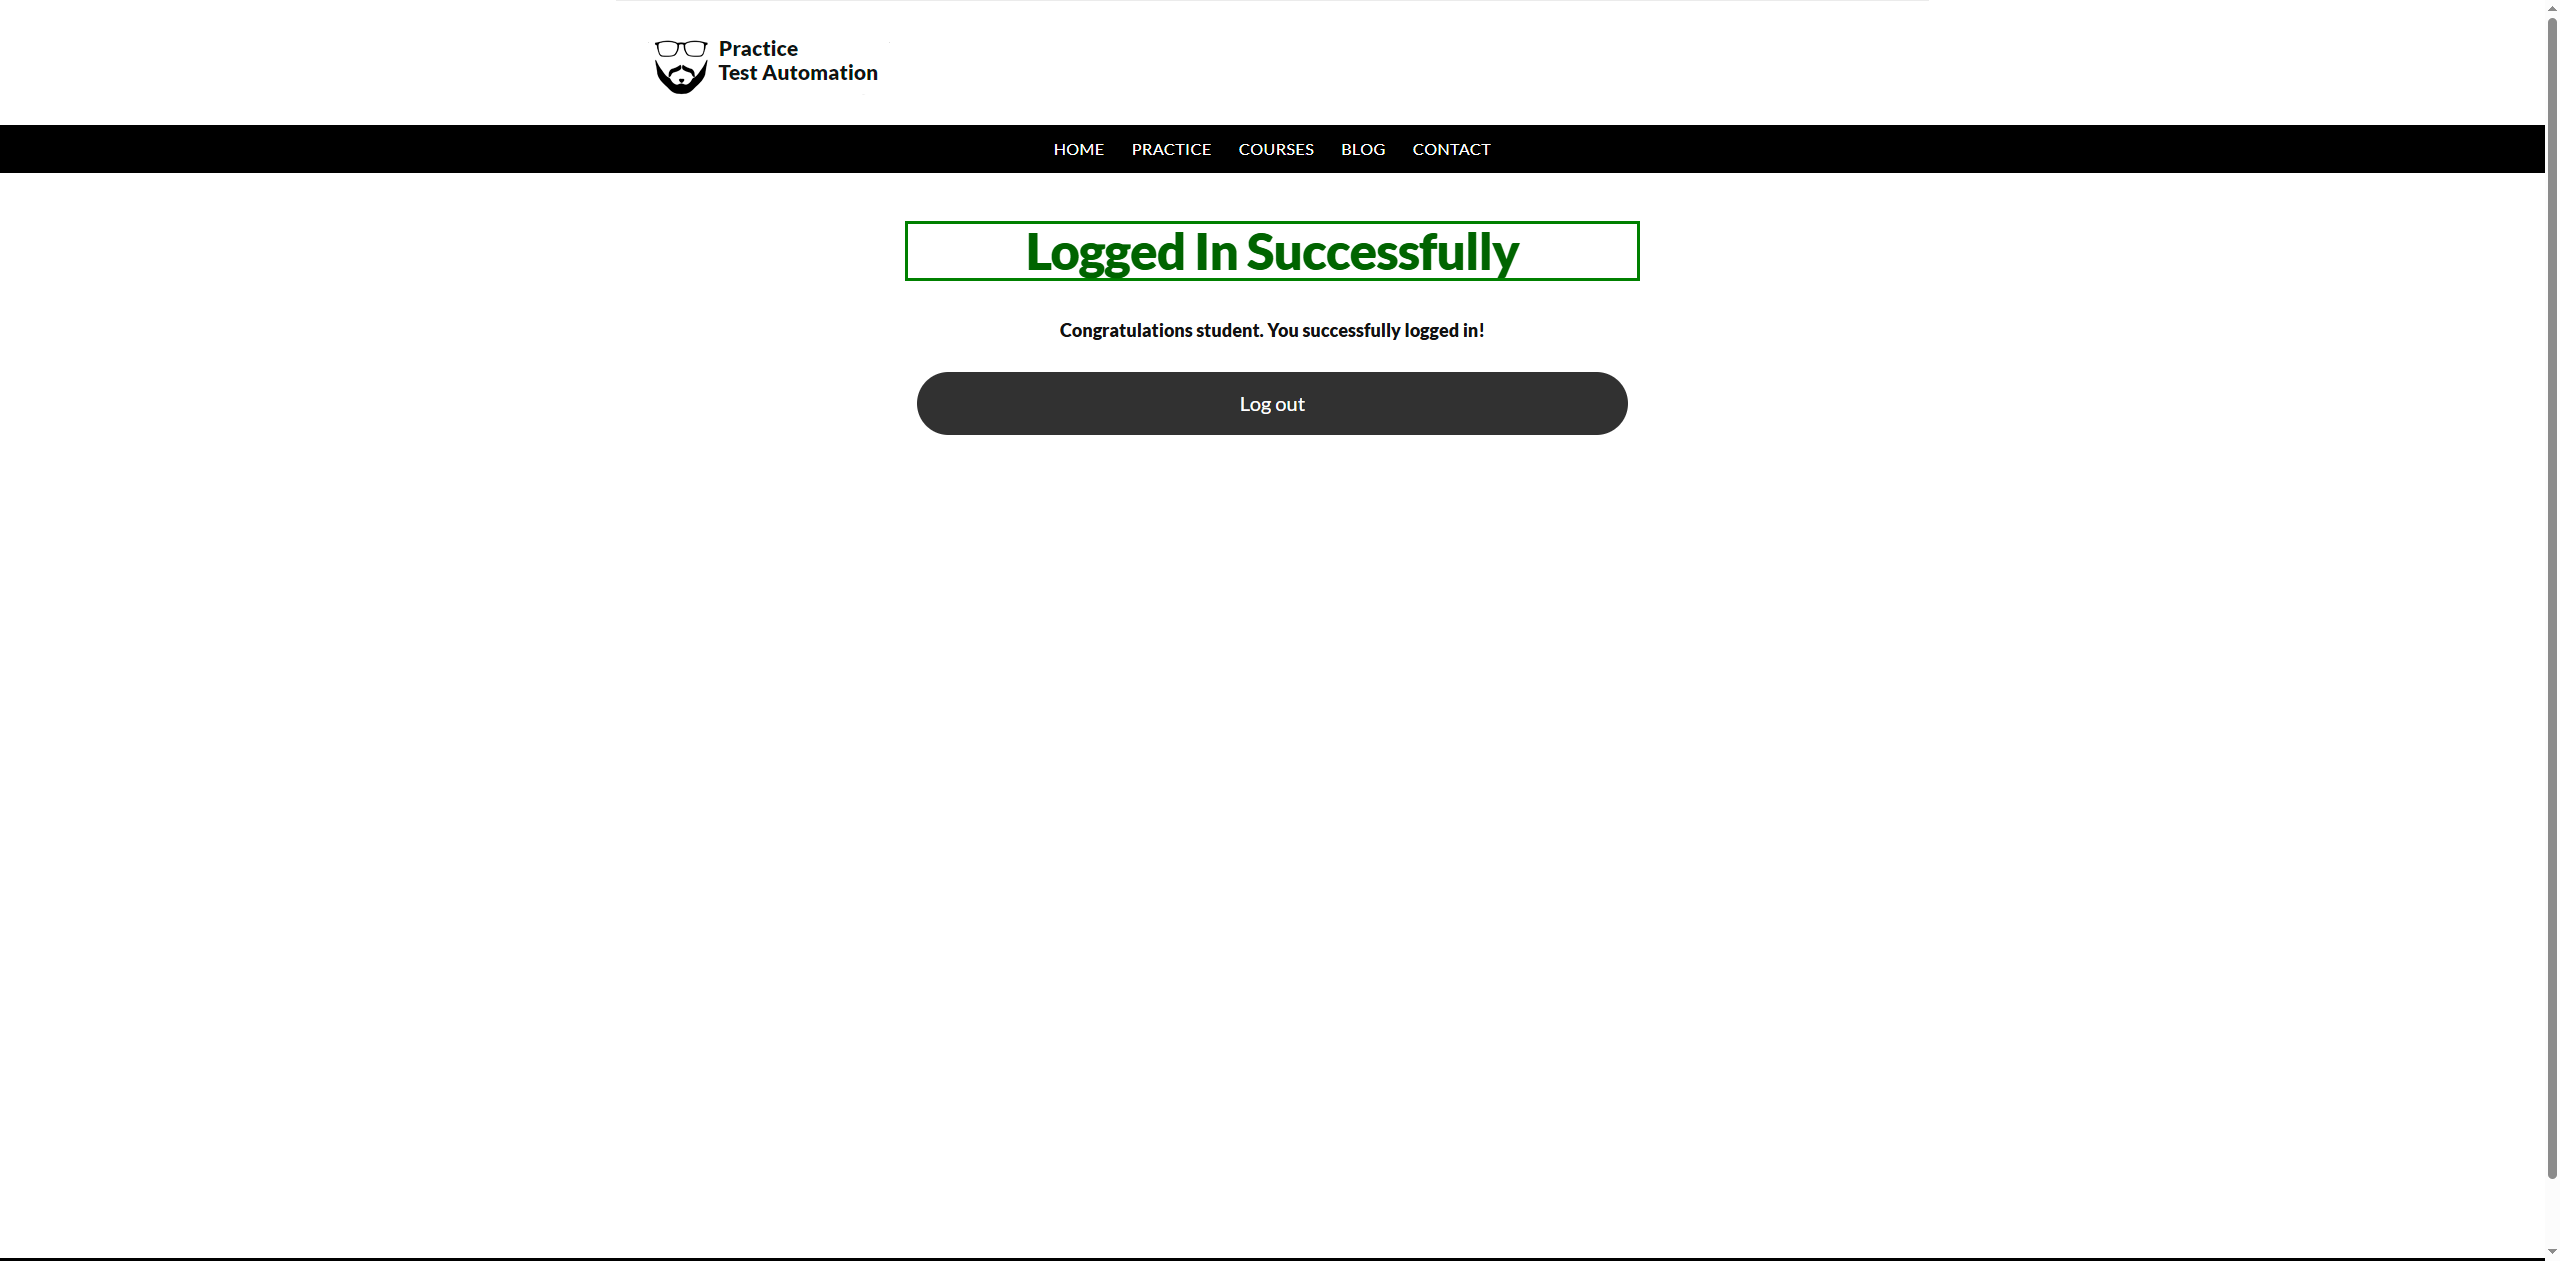 Practice
Test Automation
HOME PRACTICE COURSES BLOG CONTACT
Logged In Successfully
Congratulations student. You successfully logged in!
Log out